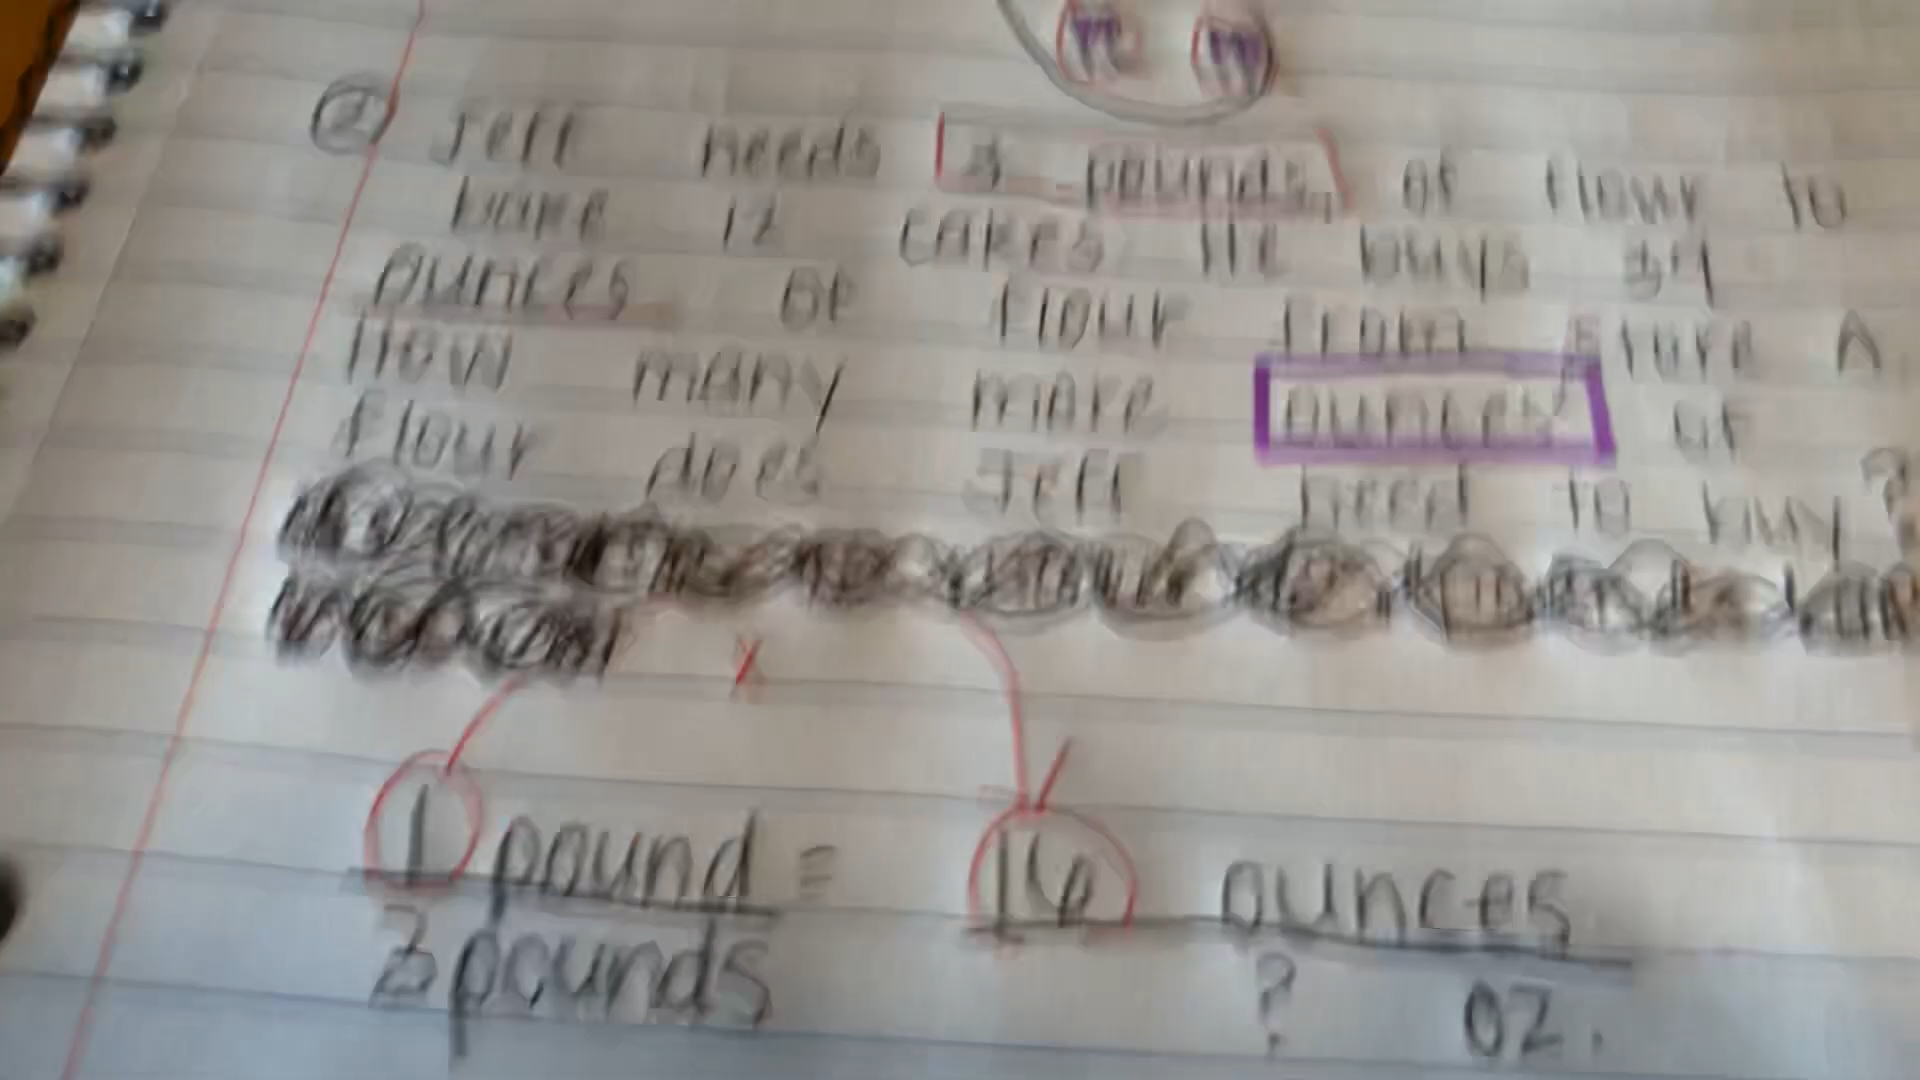 ② Jeff needs 3 pounds of flour to
bake 12 cakes. He buys 34
ounces of flour from store A.
How many more ounces of
flour does Jeff need to buy?
1 pound = 16 ounces
3 pounds ? oz.